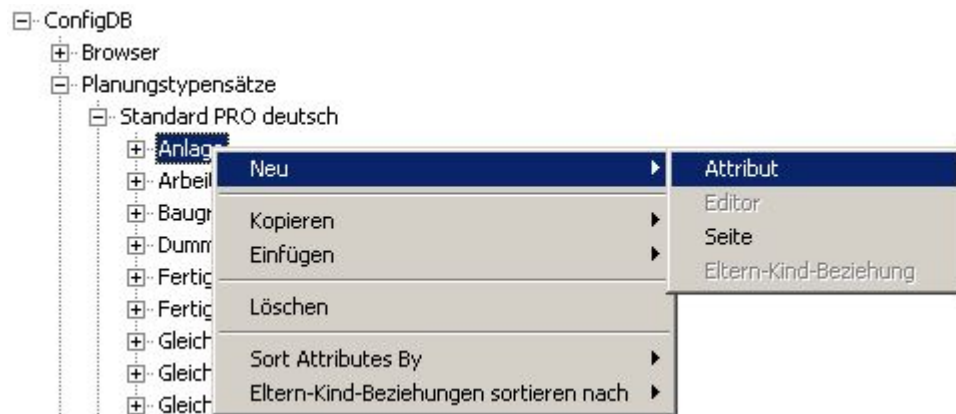 ConfigDB
Browser
Planungstypensätze
Standard PRO deutsch
Anlage
Neu
Attribut
Editor
Seite
Eltern-Kind-Beziehung
Kopieren
Einfügen
Löschen
Sort Attributes By
Eltern-Kind-Beziehungen sortieren nach